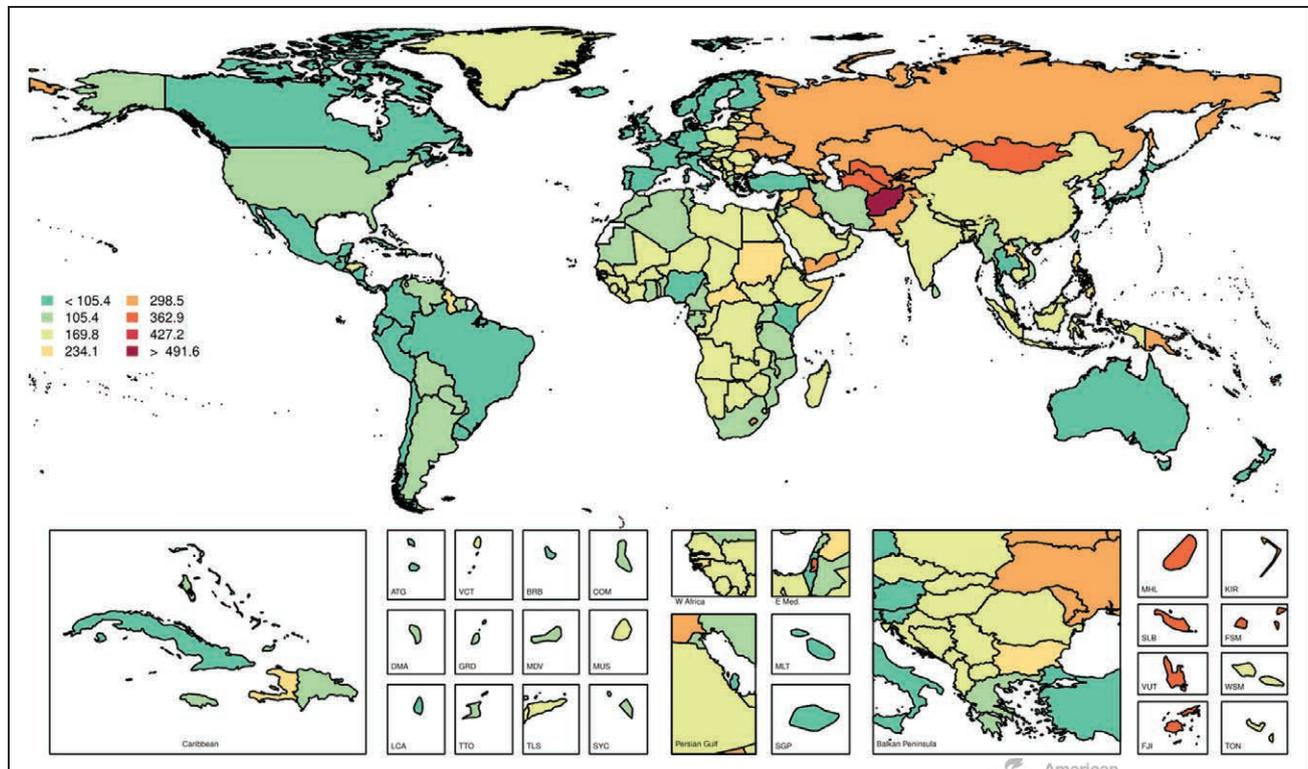 < 105.4 298.5
105.4 362.9
169.8 427.2
234.1 > 491.6
ATG VCT BRB COM
W Africa E Med.
MHL KIR
DMA GRD MDV MUS
MLT
SLB FSM
VUT WSM
Caribbean
LCA TTO TLS SYC
Persian Gulf
SGP
Balkan Peninsula
FJI TON
American